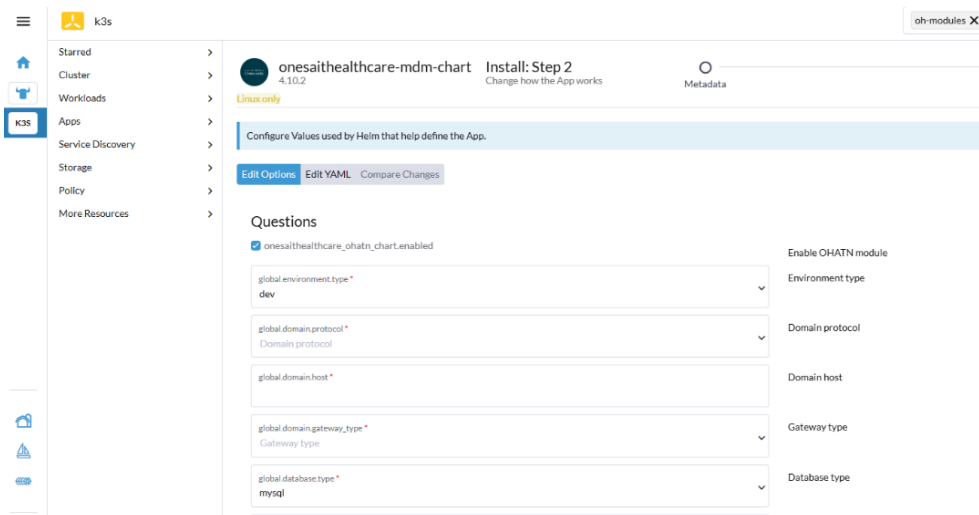 k3s
oh-modules
K3S
Starred
Cluster
Workloads
Apps
Service Discovery
Storage
Policy
More Resources
onesaithealthcare-mdm-chart
4.10.2
Linux only
Install: Step 2
Change how the App works
Metadata
Configure Values used by Helm that help define the App.
Edit Options Edit YAML Compare Changes
Questions
onesaithealthcare_ohatn_chart.enabled
Enable OHATN module
global.environment.type *
dev
Environment type
global.domain.protocol *
Domain protocol
Domain protocol
global.domain.host *
Domain host
global.domain.gateway_type *
Gateway type
Gateway type
global.database.type *
mysql
Database type